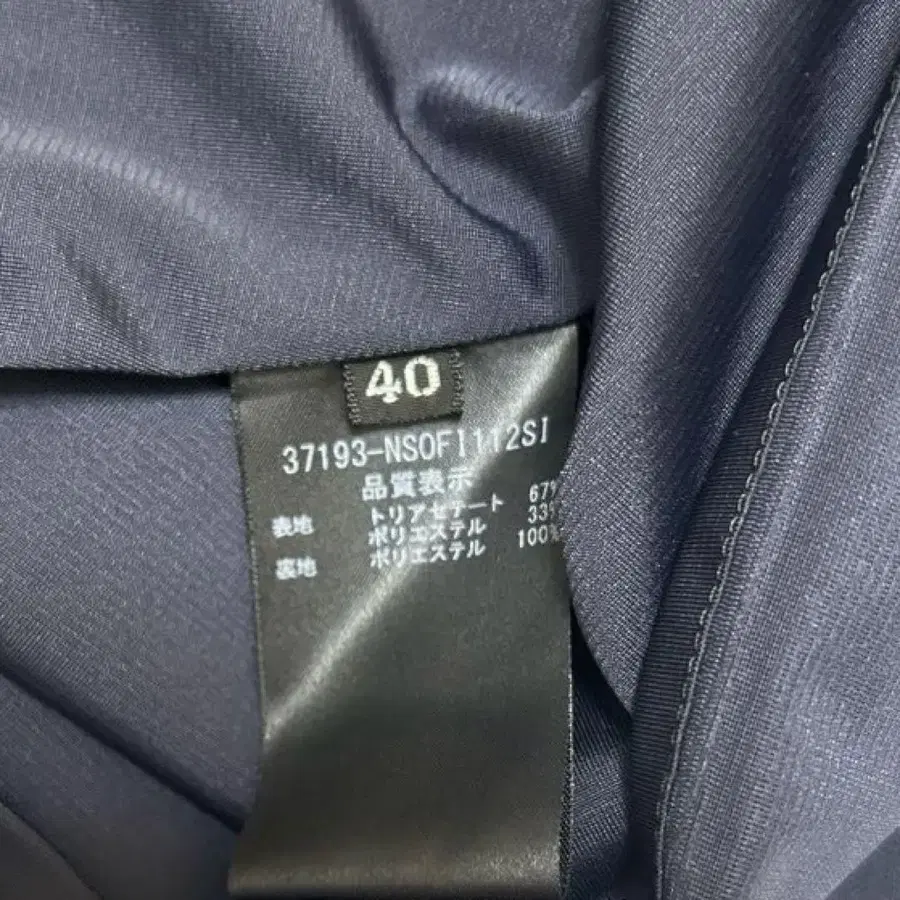 40
37193-NSOF1112SI
品質表示
表地 トリアセテート 67%
ポリエステル 33%
裏地 ポリエステル 100%